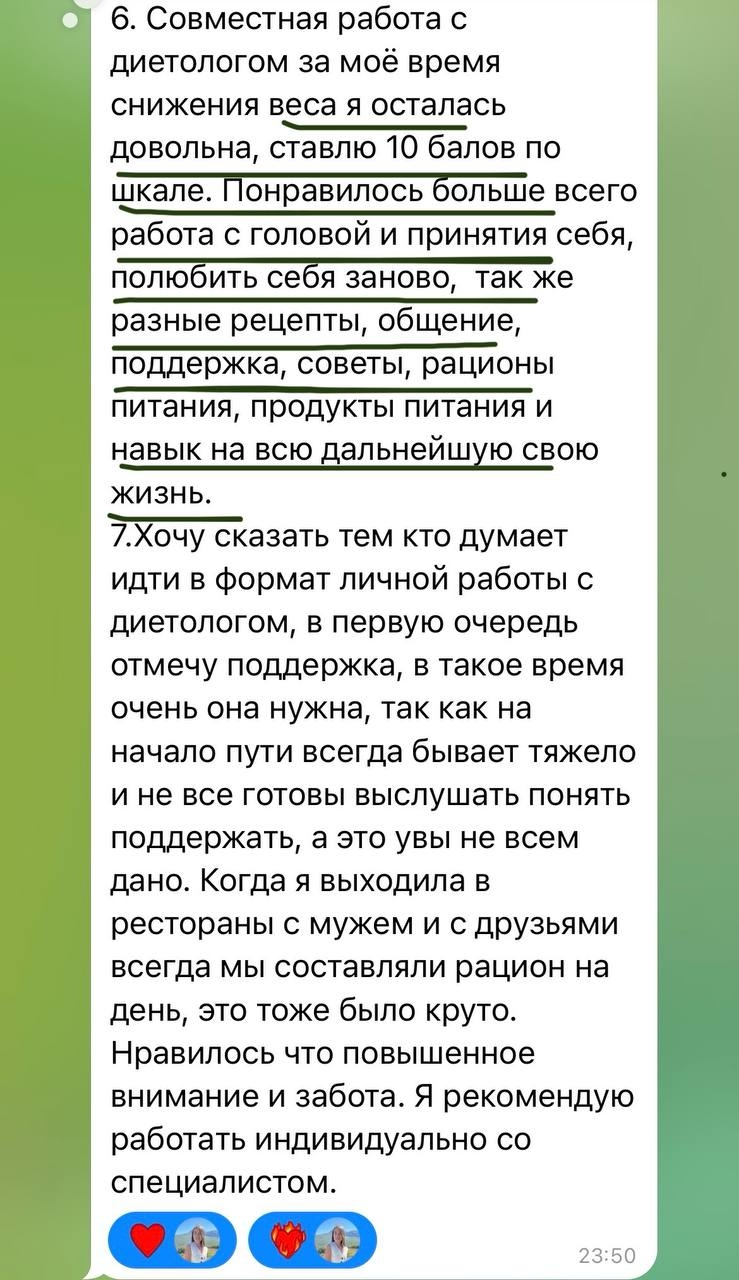 6. Совместная работа с
диетологом за моё время
снижения веса я осталась
довольна, ставлю 10 балов по
шкале. Понравилось больше всего
работа с головой и принятия себя,
полюбить себя заново,  так же
разные рецепты, общение,
поддержка, советы, рационы
питания, продукты питания и
навык на всю дальнейшую свою
жизнь.
7.Хочу сказать тем кто думает
идти в формат личной работы с
диетологом, в первую очередь
отмечу поддержка, в такое время
очень она нужна, так как на
начало пути всегда бывает тяжело
и не все готовы выслушать понять
поддержать, а это увы не всем
дано. Когда я выходила в
рестораны с мужем и с друзьями
всегда мы составляли рацион на
день, это тоже было круто.
Нравилось что повышенное
внимание и забота. Я рекомендую
работать индивидуально со
специалистом.
23:50